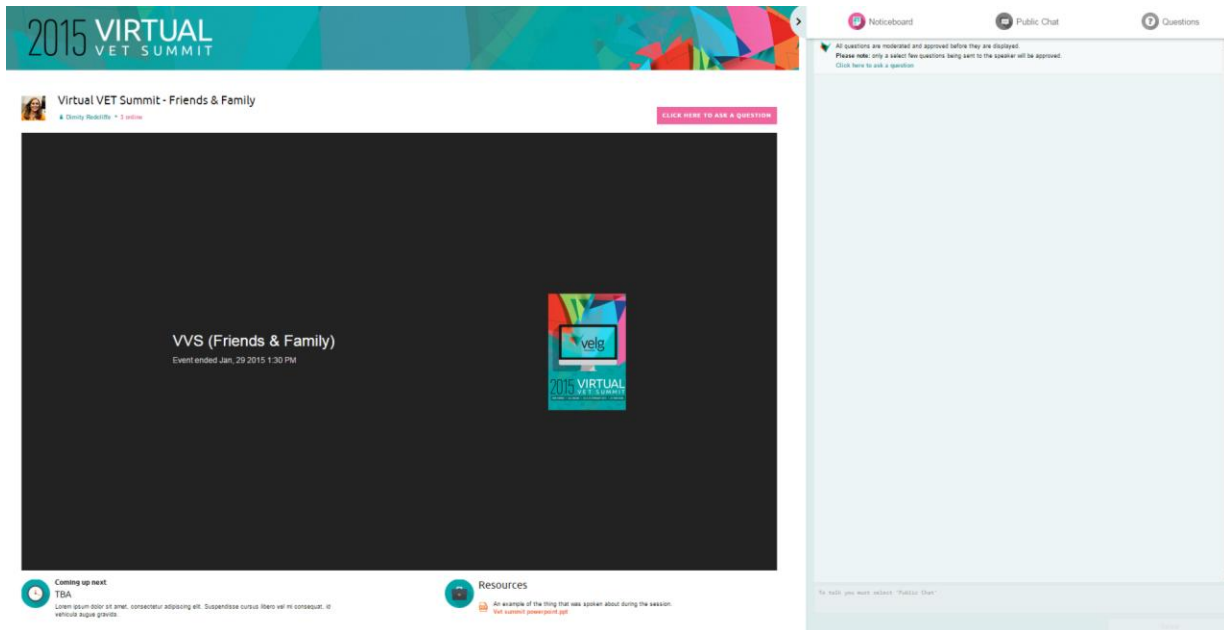 2015 VIRTUAL
VET SUMMIT
Noticeboard
Public Chat
Questions
All questions are moderated and approved before they are displayed.
Please note: only a select few questions being sent to the speaker will be approved.
Click here to ask a question
Virtual VET Summit - Friends & Family
Dimity Redcliffe 3 online
CLICK HERE TO ASK A QUESTION
VVS (Friends & Family)
Event ended Jan, 29 2015 1:30 PM
velg
2015 VIRTUAL
VET SUMMIT
Coming up next
TBA
Lorem ipsum dolor sit amet, consectetur adipiscing elit. Suspendisse cursus libero vel mi consequat, id
vehicula augue gravida.
Resources
An example of the thing that was spoken about during the session.
Vet summit powerpoint.ppt
To talk you must select 'Public Chat'